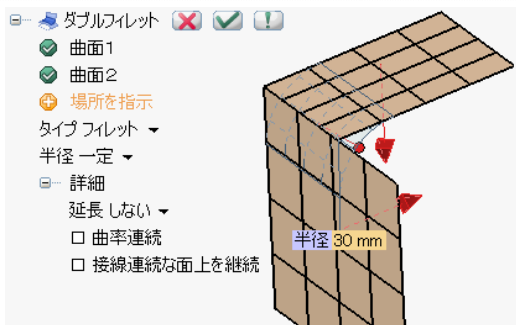 ダブルフィレット
曲面1
曲面2
場所を指示
タイプ フィレット
半径 一定
詳細
延長 しない
曲率連続
接線連続な面上を継続
半径 30 mm